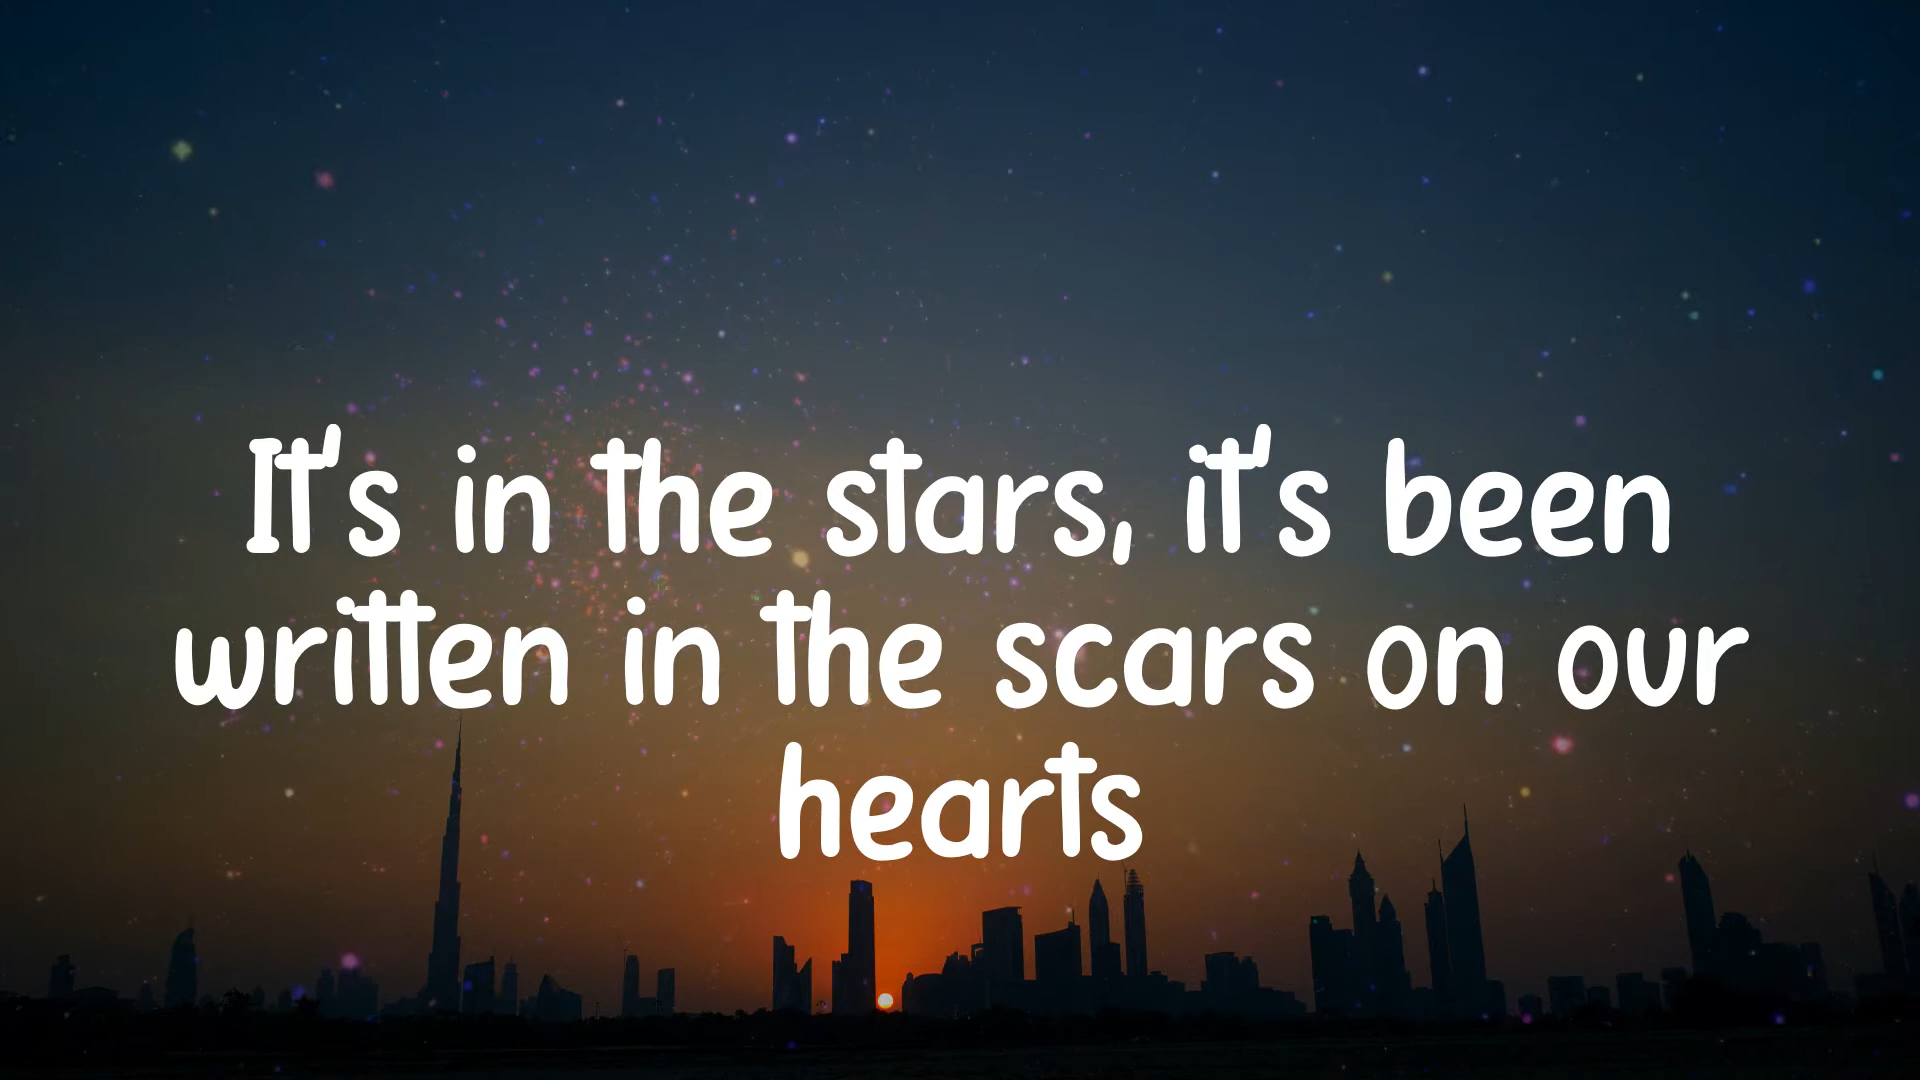 It's in the stars, it's been
written in the scars on our
hearts